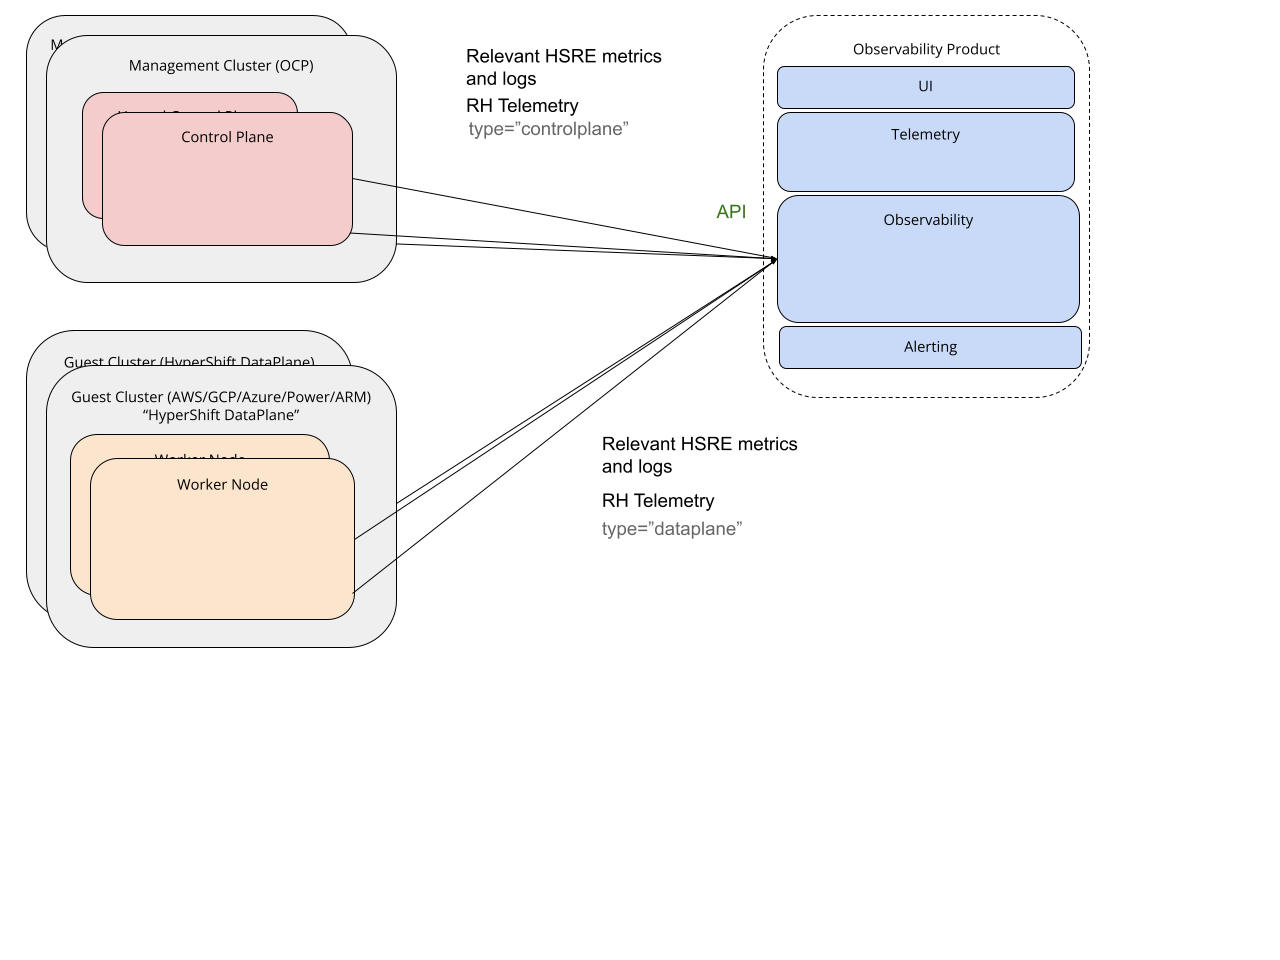 Management Cluster (OCP)
Control Plane
Relevant HSRE metrics
and logs
RH Telemetry
type=”controlplane”
API
Observability Product
UI
Telemetry
Observability
Alerting
Guest Cluster (HyperShift DataPlane)
Guest Cluster (AWS/GCP/Azure/Power/ARM)
“HyperShift DataPlane”
Worker Node
Worker Node
Relevant HSRE metrics
and logs
RH Telemetry
type=”dataplane”